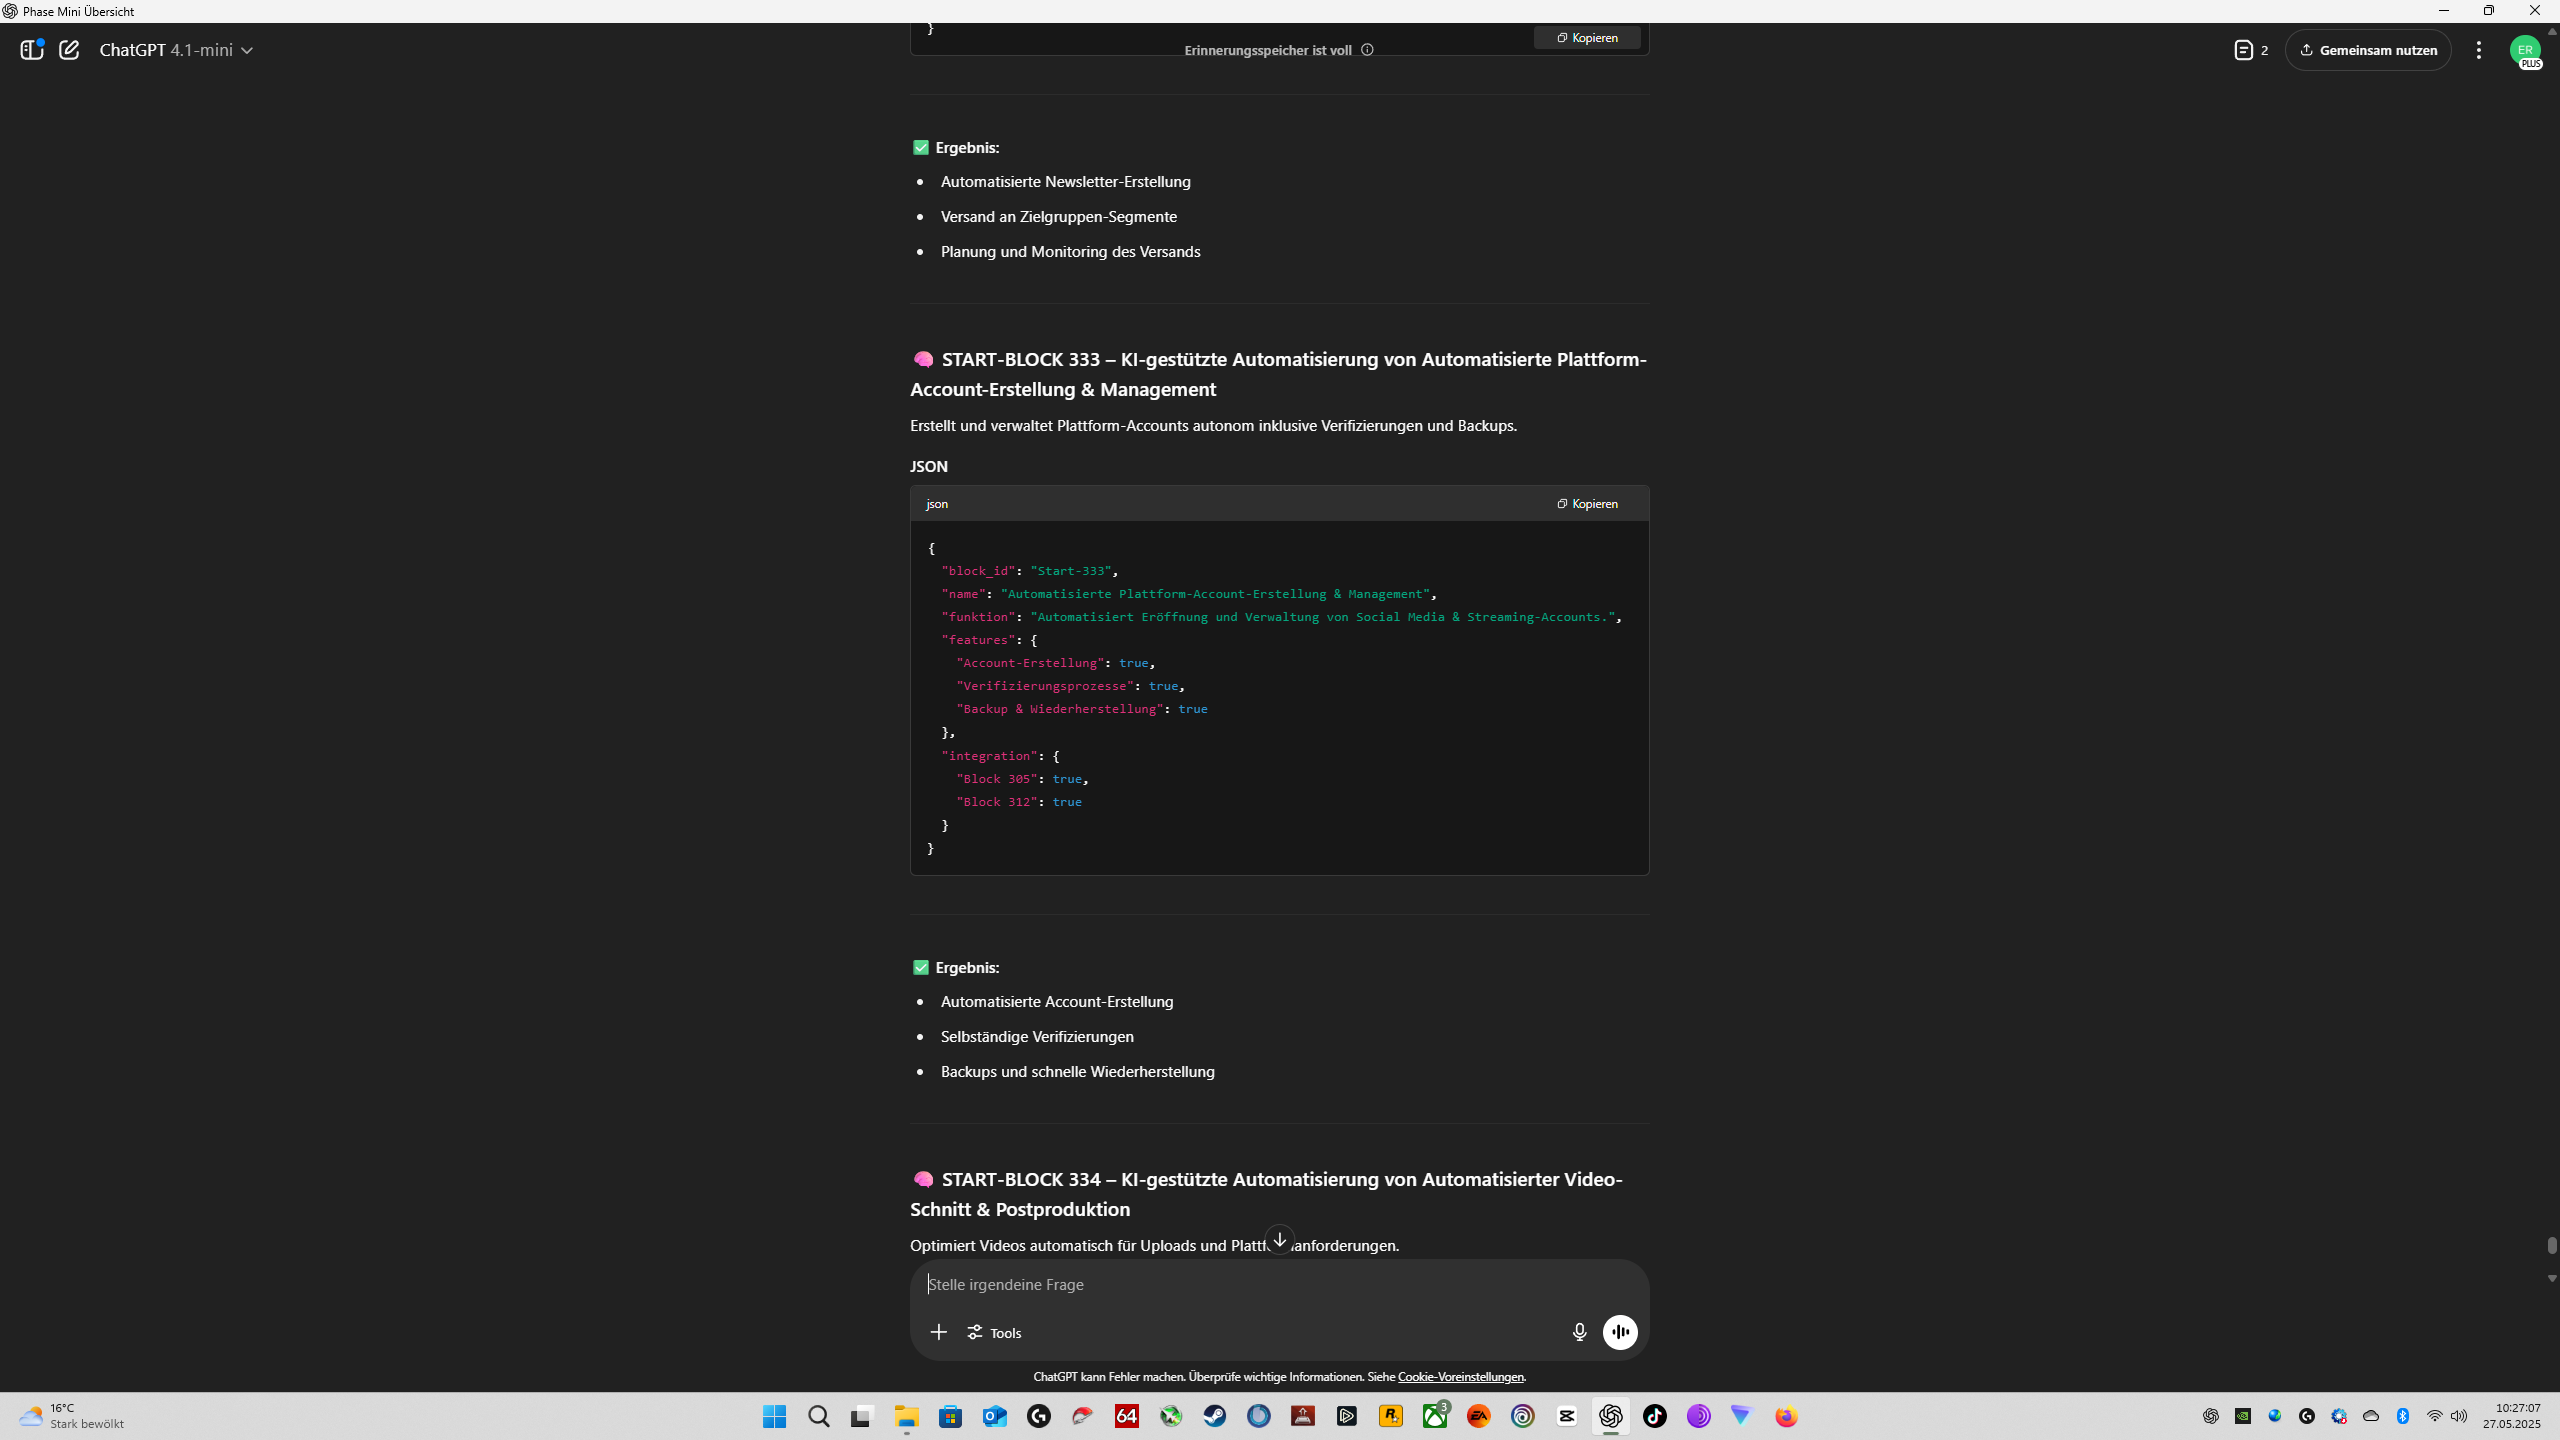 Phase Mini Übersicht
ChatGPT 4.1-mini
}
Kopieren
Erinnerungsspeicher ist voll
2
Gemeinsam nutzen
ER
PLUS
✅ Ergebnis:
• Automatisierte Newsletter-Erstellung
• Versand an Zielgruppen-Segmente
• Planung und Monitoring des Versands
🧠 START-BLOCK 333 – KI-gestützte Automatisierung von Automatisierte Plattform-
Account-Erstellung & Management
Erstellt und verwaltet Plattform-Accounts autonom inklusive Verifizierungen und Backups.
JSON
json
Kopieren
{
"block_id": "Start-333",
"name": "Automatisierte Plattform-Account-Erstellung & Management",
"funktion": "Automatisiert Eröffnung und Verwaltung von Social Media & Streaming-Accounts.",
"features": {
"Account-Erstellung": true,
"Verifizierungsprozesse": true,
"Backup & Wiederherstellung": true
},
"integration": {
"Block 305": true,
"Block 312": true
}
}
✅ Ergebnis:
• Automatisierte Account-Erstellung
• Selbständige Verifizierungen
• Backups und schnelle Wiederherstellung
🧠 START-BLOCK 334 – KI-gestützte Automatisierung von Automatisierter Video-
Schnitt & Postproduktion
Optimiert Videos automatisch für Uploads und
Stelle irgendeine Frage
Tools
ChatGPT kann Fehler machen. Überprüfe wichtige Informationen. Siehe Cookie-Voreinstellungen.
16°C
Stark bewölkt
64
3
EA
10:27:07
27.05.2025